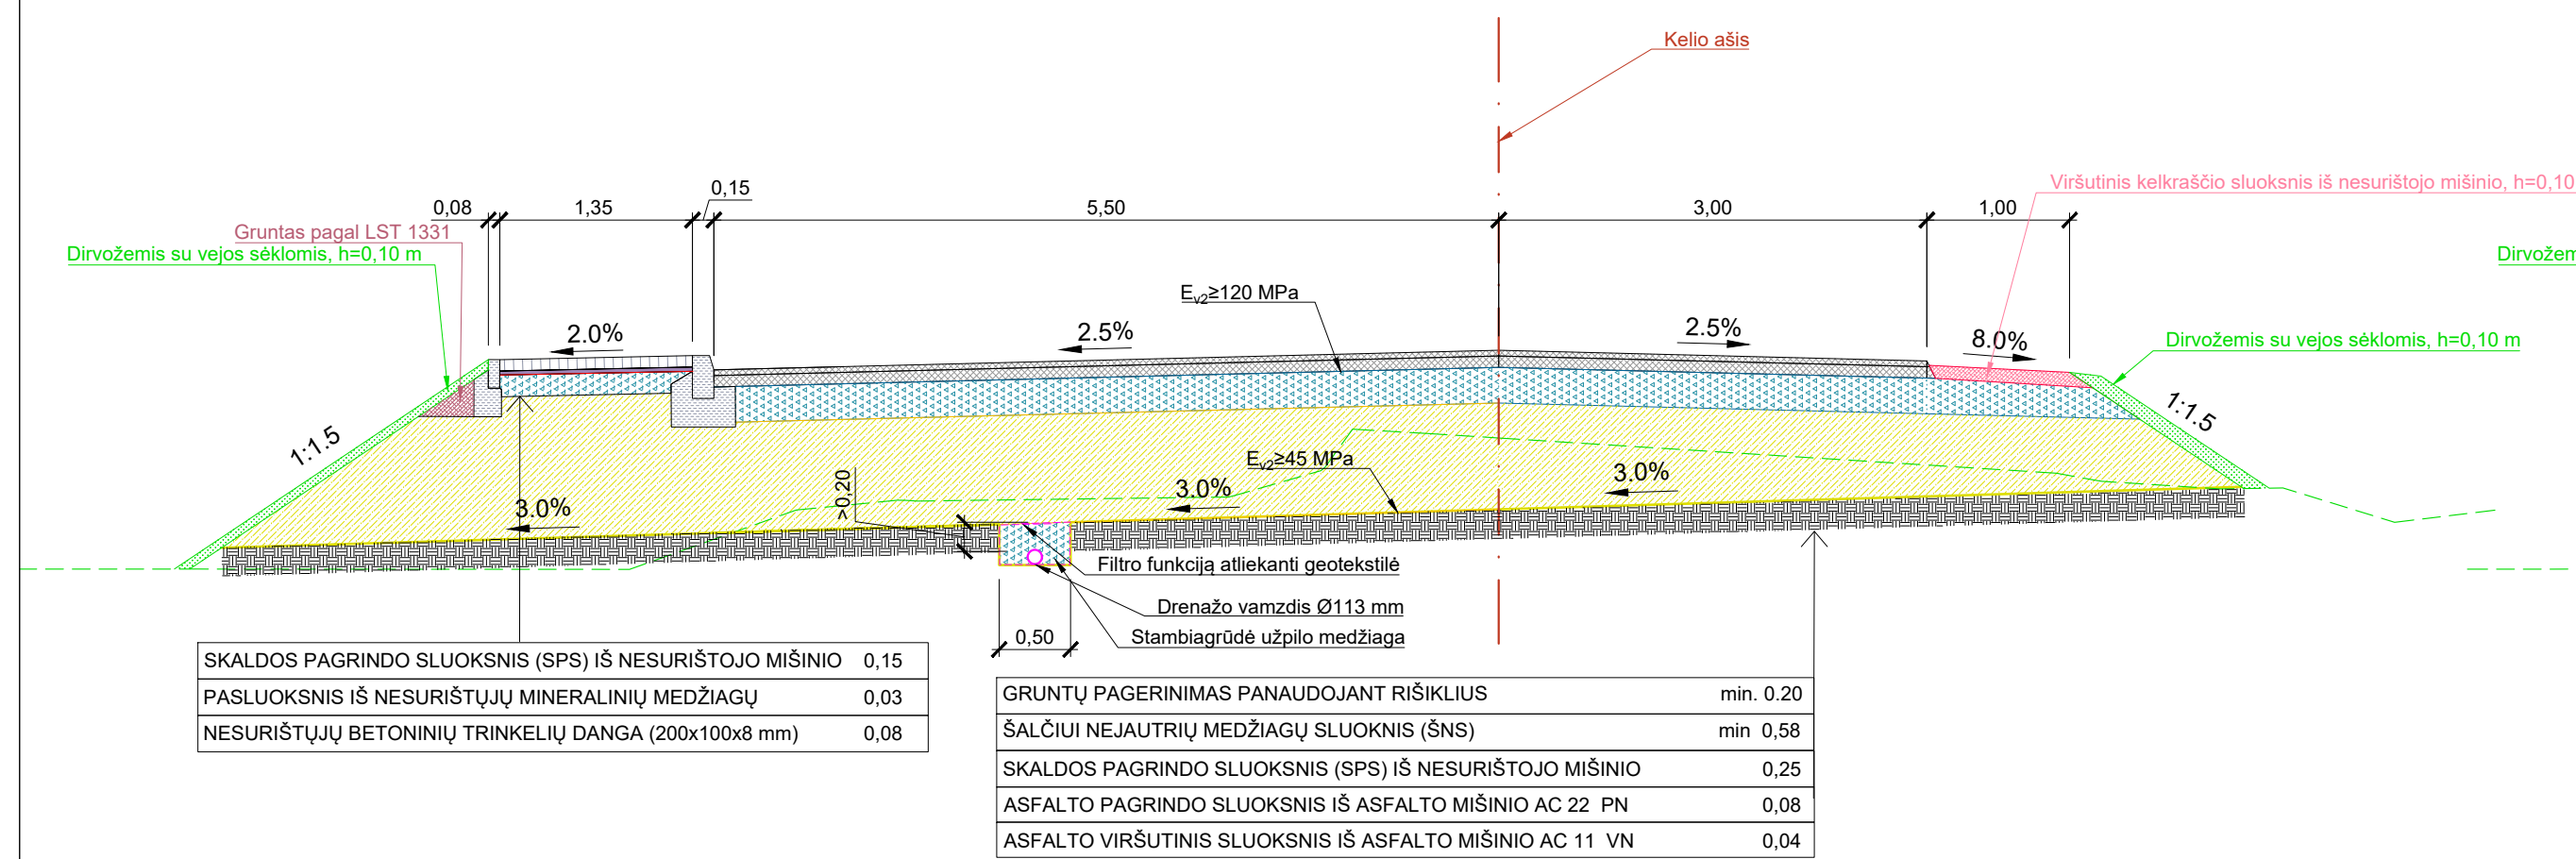 Kelio ašis
Viršutinis kelkraščio sluoksnis iš nesurištojo mišinio, h=0,10
0,15
0,08
1,35
5,50
3,00
1,00
Gruntas pagal LST 1331
Dirvožemis su vejos sėklomis, h=0,10 m
Dirvožem
Ev2≥120 MPa
2.0%
2.5%
2.5%
8.0%
Dirvožemis su vejos sėklomis, h=0,10 m
1:1.5
1:1.5
Ev2≥45 MPa
>0,20
3.0%
3.0%
3.0%
Filtro funkciją atliekanti geotekstilė
Drenažo vamzdis Ø113 mm
Stambiagrūdė užpilo medžiaga
0,50
SKALDOS PAGRINDO SLUOKSNIS (SPS) IŠ NESURIŠTOJO MIŠINIO 0,15
PASLUOKSNIS IŠ NESURIŠTŲJŲ MINERALINIŲ MEDŽIAGŲ 0,03
NESURIŠTŲJŲ BETONINIŲ TRINKELIŲ DANGA (200x100x8 mm) 0,08
GRUNTŲ PAGERINIMAS PANAUDOJANT RIŠIKLIUS min. 0.20
ŠALČIUI NEJAUTRIŲ MEDŽIAGŲ SLUOKNIS (ŠNS) min 0,58
SKALDOS PAGRINDO SLUOKSNIS (SPS) IŠ NESURIŠTOJO MIŠINIO 0,25
ASFALTO PAGRINDO SLUOKSNIS IŠ ASFALTO MIŠINIO AC 22 PN 0,08
ASFALTO VIRŠUTINIS SLUOKSNIS IŠ ASFALTO MIŠINIO AC 11 VN 0,04